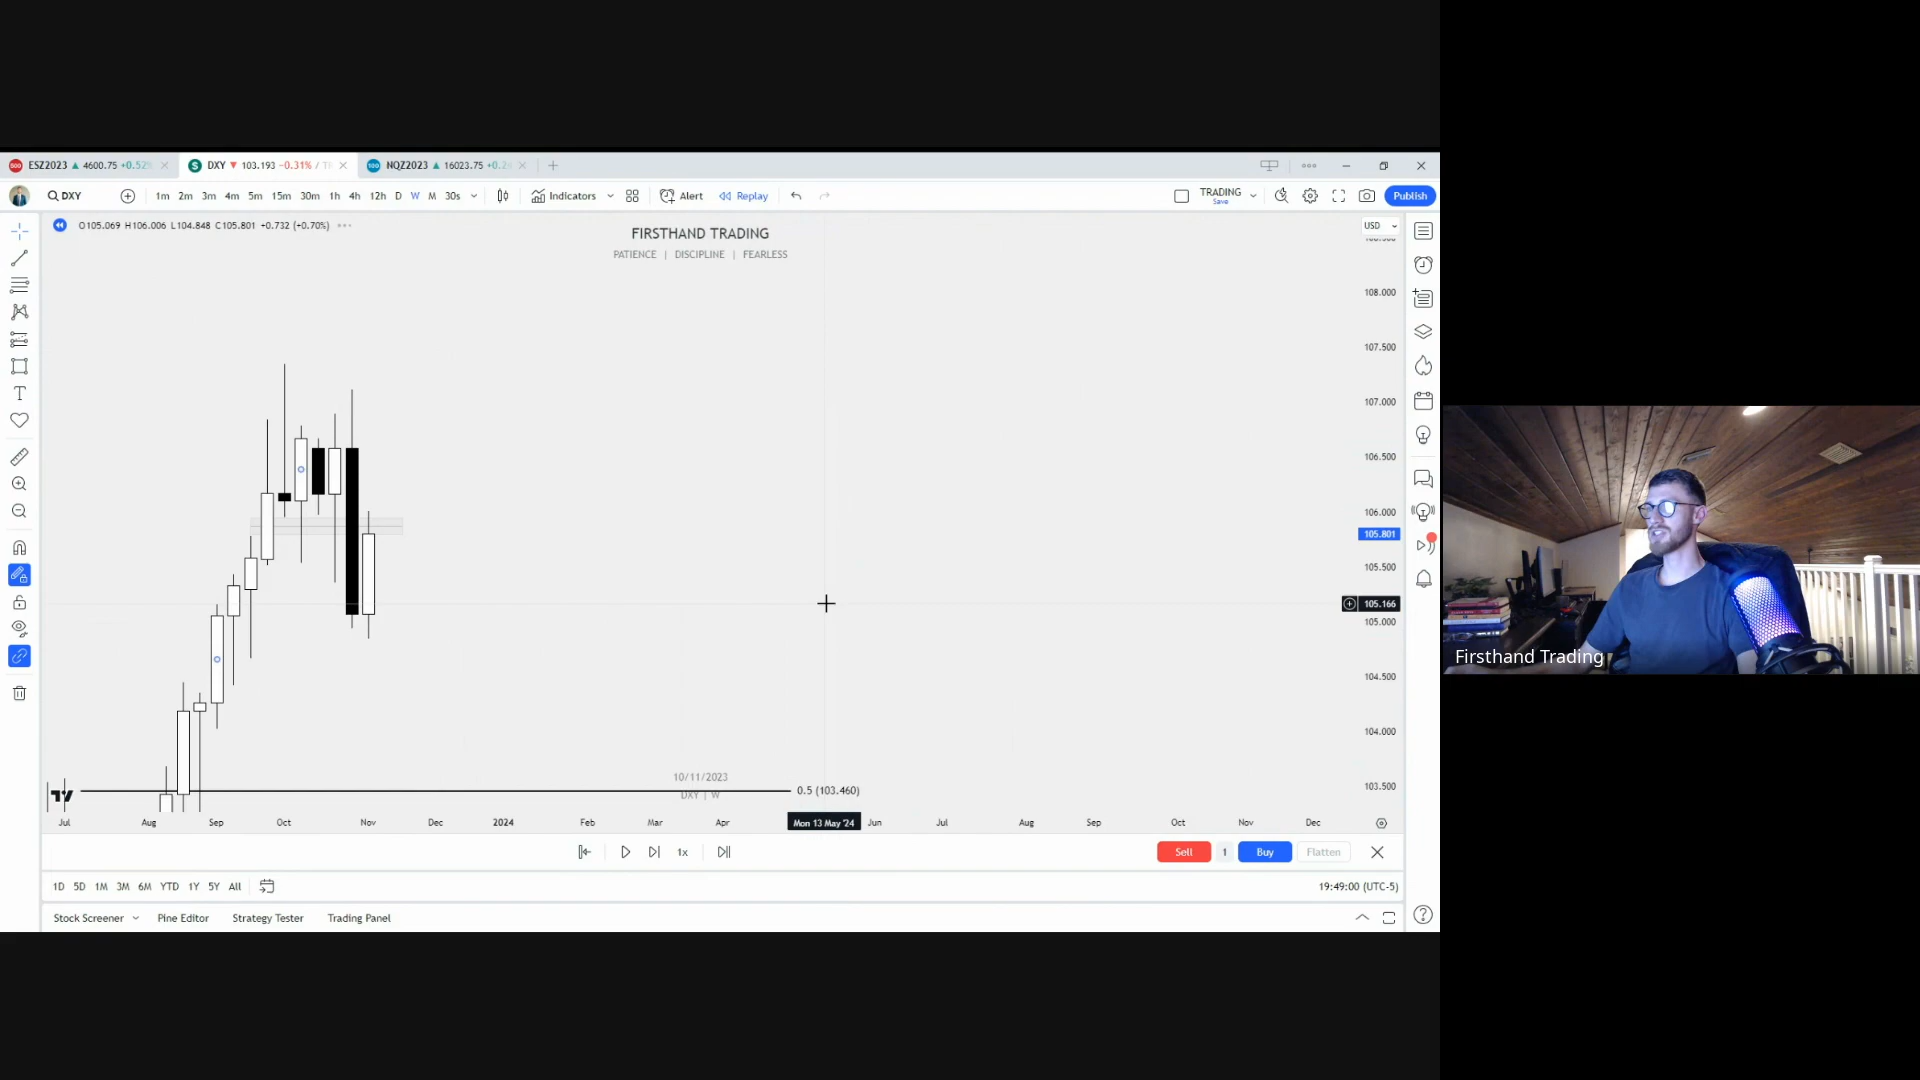 ESZ2023 ▲ 4600.75 +0.52%
DXY ▼ 103.193 −0.31% /
NQZ2023 ▲ 16023.75
DXY
1m 2m 3m 4m 5m 15m 30m 1h 4h 12h D W M 30s
Indicators
Alert
Replay
TRADING
Save
Publish
O105.069 H106.006 L104.848 C105.801 +0.732 (+0.70%)
USD
FIRSTHAND TRADING
PATIENCE | DISCIPLINE | FEARLESS
108.000
107.500
107.000
106.500
106.000
105.801
105.500
105.166
105.000
104.500
104.000
103.500
10/11/2023
DXY | W
0.5 (103.460)
Jul Aug Sep Oct Nov Dec 2024 Feb Mar Apr Mon 13 May '24 Jun Jul Aug Sep Oct Nov Dec
1x
Sell 1 Buy Flatten
1D 5D 1M 3M 6M YTD 1Y 5Y All
19:49:00 (UTC-5)
Stock Screener Pine Editor Strategy Tester Trading Panel
Firsthand Trading